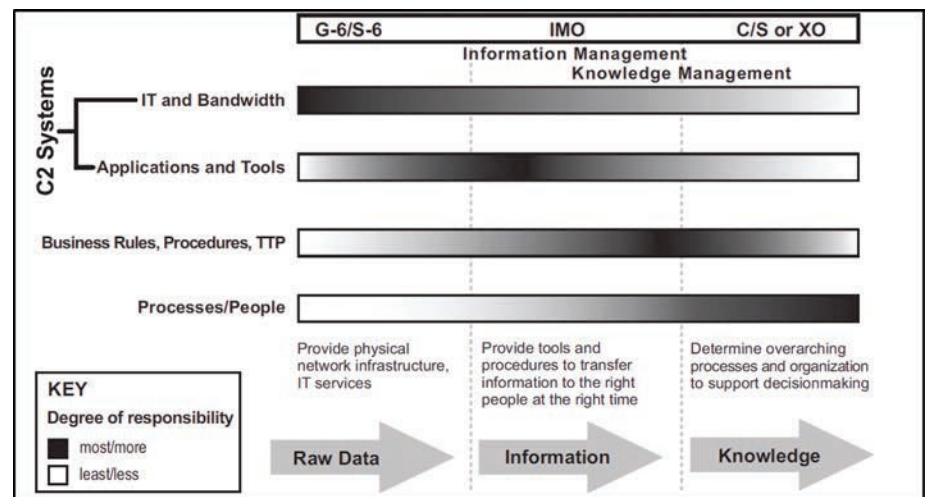 G-6/S-6 IMO C/S or XO
Information Management
Knowledge Management
C2 Systems
IT and Bandwidth
Applications and Tools
Business Rules, Procedures, TTP
Processes/People
Provide physical
network infrastructure,
IT services
Provide tools and
procedures to transfer
information to the right
people at the right time
Determine overarching
processes and organization
to support decisionmaking
KEY
Degree of responsibility
most/more
least/less
Raw Data
Information
Knowledge